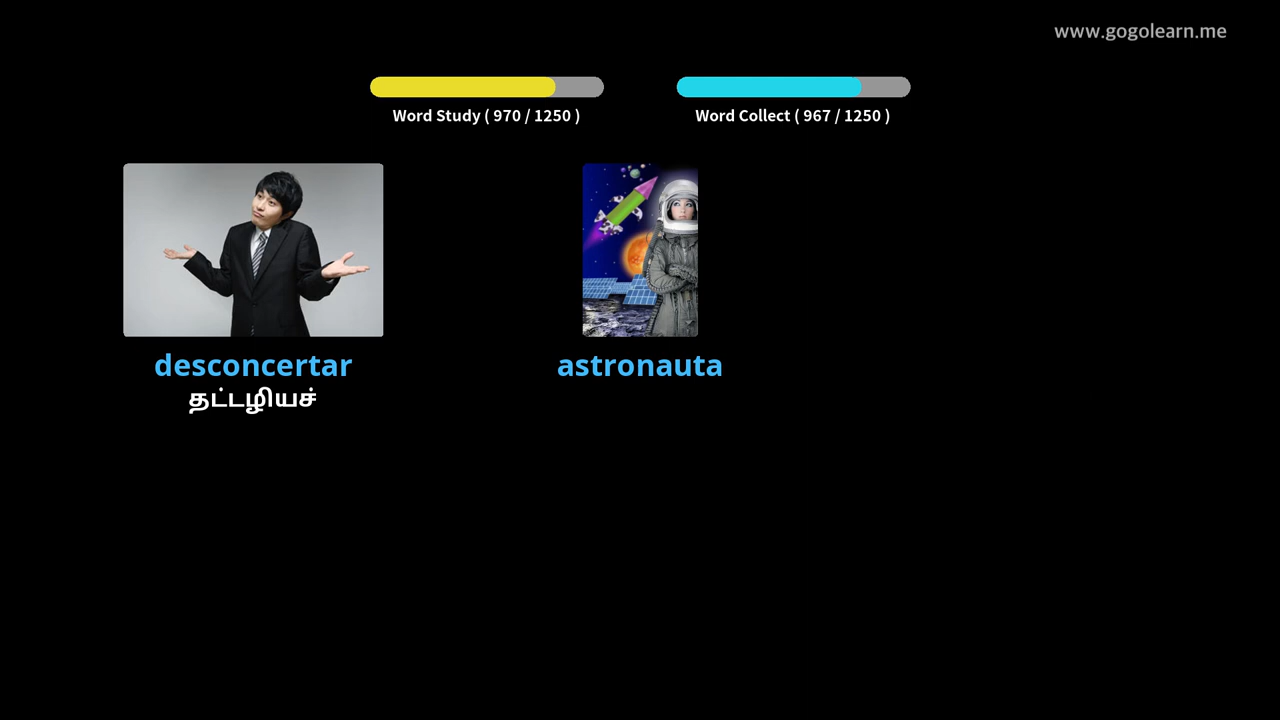 www.gogolearn.me
Word Study ( 970 / 1250 )
Word Collect ( 967 / 1250 )
desconcertar
தட்டழியச்
astronauta